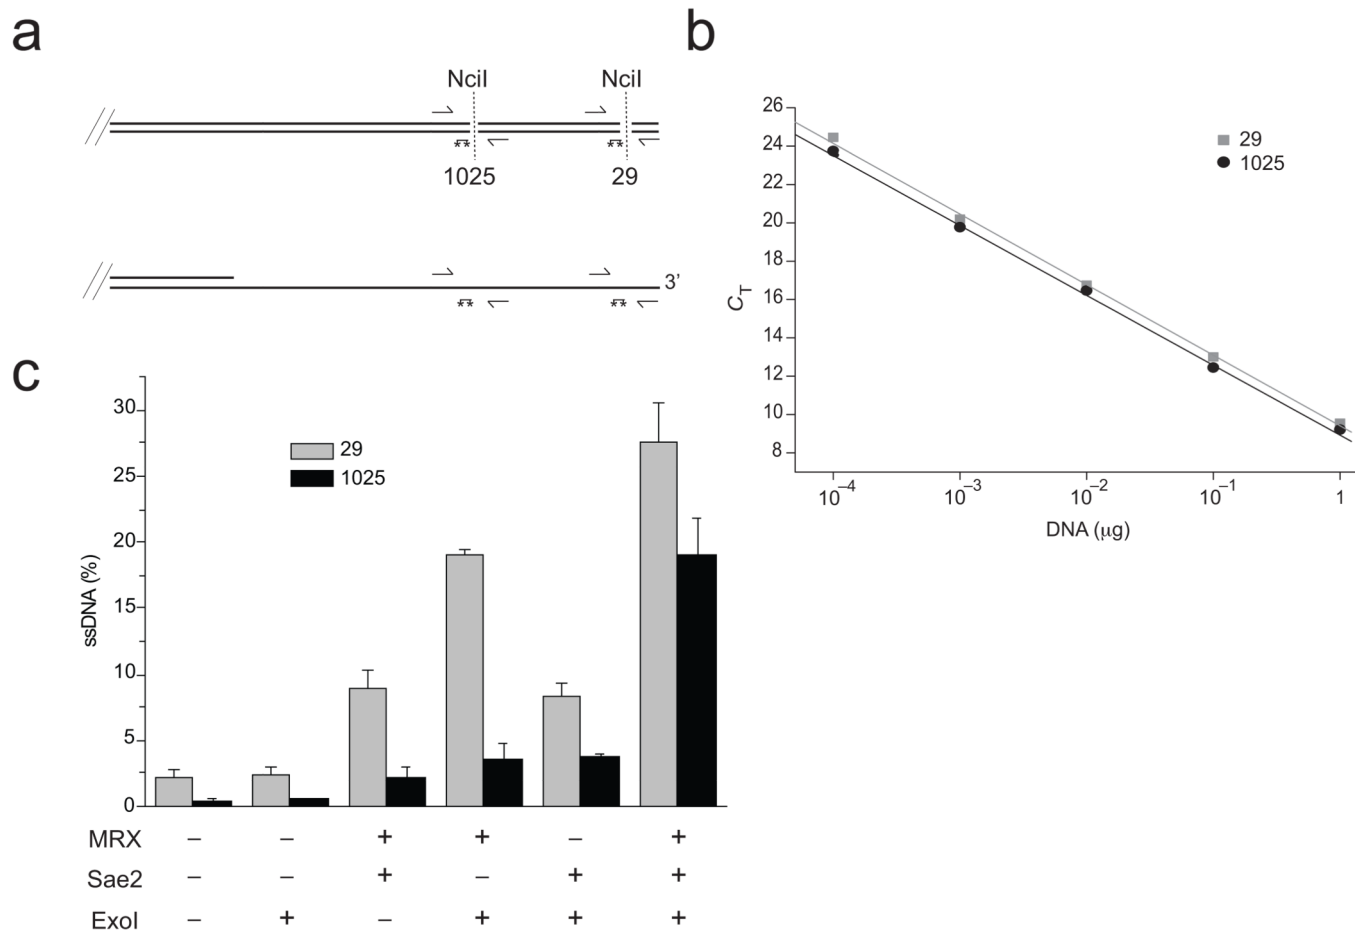 a
NciI NciI
** **
1025 29
3’
** **
b
26
24
22
20
18
16
14
12
10
8
C_T
29
1025
10⁻⁴ 10⁻³ 10⁻² 10⁻¹ 1
DNA (μg)
c
30
25
20
15
10
5
0
ssDNA (%)
29
1025
MRX – – + + – +
Sae2 – – + – + +
ExoI – + – + + +